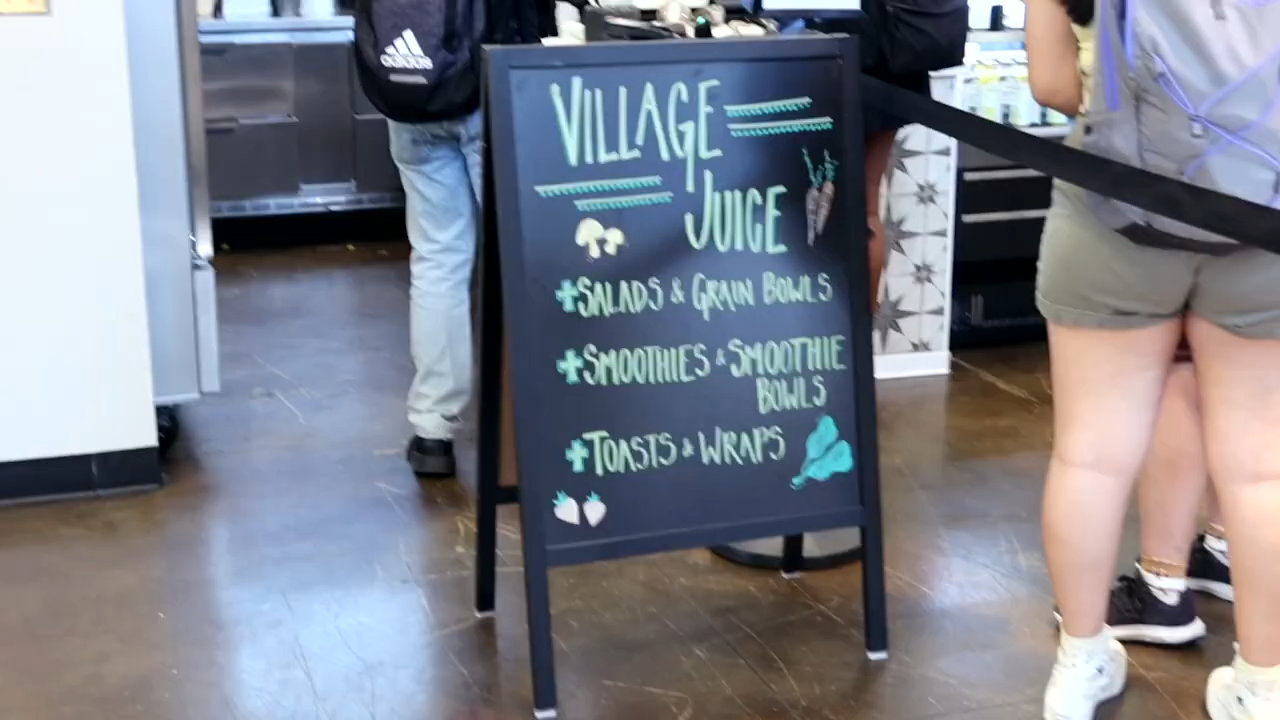 adidas
VILLAGE
JUICE
+SALADS & GRAIN BOWLS
+SMOOTHIES & SMOOTHIE
BOWLS
+TOASTS & WRAPS